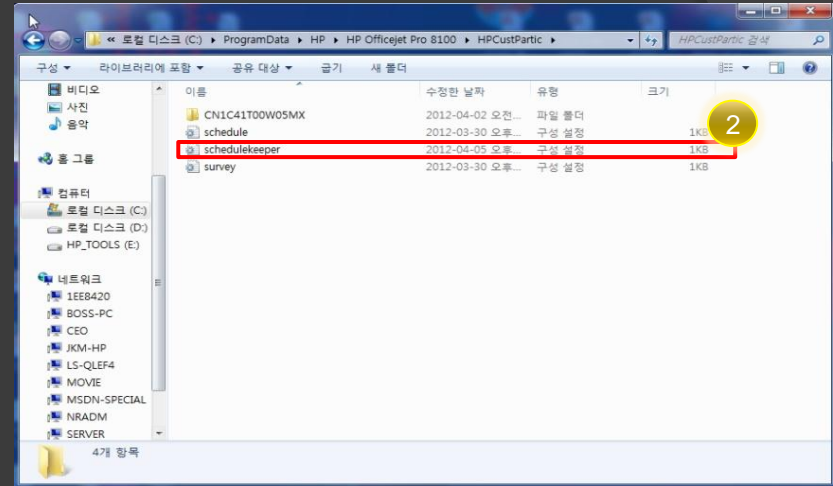 « 로컬 디스크 (C:) ▸ ProgramData ▸ HP ▸ HP Officejet Pro 8100 ▸ HPCustPartic ▸ HPCustPartic 검색
구성 ▾ 라이브러리에 포함 ▾ 공유 대상 ▾ 굽기 새 폴더
비디오
사진
음악
홈 그룹
컴퓨터
로컬 디스크 (C:)
로컬 디스크 (D:)
HP_TOOLS (E:)
네트워크
1EE8420
BOSS-PC
CEO
JKM-HP
LS-QLEF4
MOVIE
MSDN-SPECIAL
NRADM
SERVER
이름 수정한 날짜 유형 크기
CN1C41T00W05MX 2012-04-02 오전... 파일 폴더
schedule 2012-03-30 오후... 구성 설정 1KB
schedulekeeper 2012-04-05 오후... 구성 설정 1KB
survey 2012-03-30 오후... 구성 설정 1KB
2
4개 항목